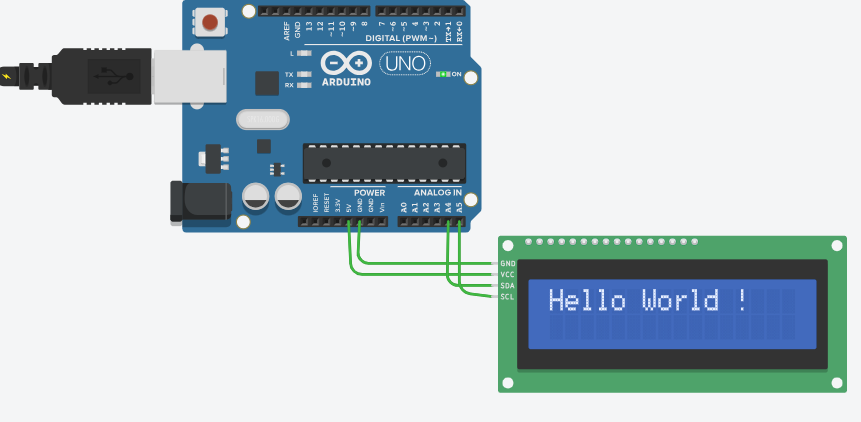 AREF
GND
13
12
~11
~10
~9
8
7
~6
~5
4
~3
2
TX→1
RX←0
DIGITAL (PWM~)
L
TX
RX
ARDUINO
UNO
ON
POWER
ANALOG IN
IOREF
RESET
3.3V
5V
GND
GND
Vin
A0
A1
A2
A3
A4
A5
GND
VCC
SDA
SCL
Hello World !